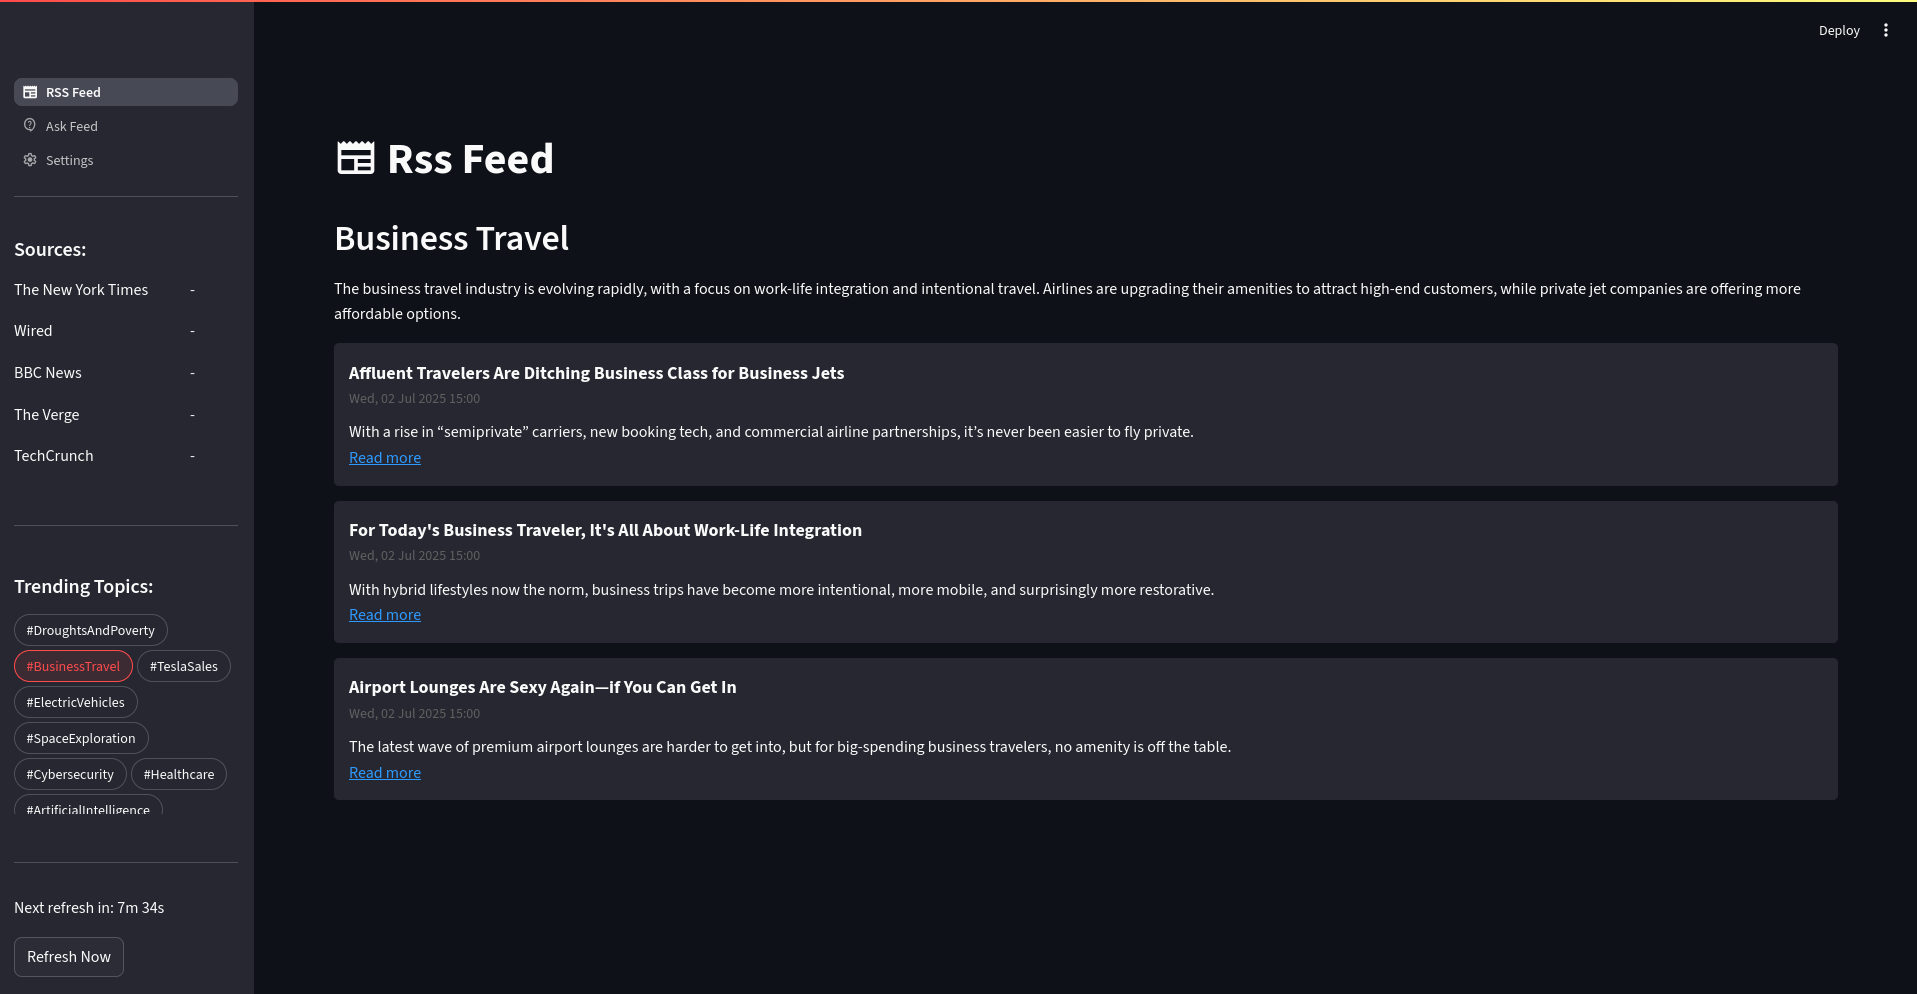 Deploy
RSS Feed
Ask Feed
Settings
Sources:
The New York Times -
Wired -
BBC News -
The Verge -
TechCrunch -
Trending Topics:
#DroughtsAndPoverty
#BusinessTravel #TeslaSales
#ElectricVehicles
#SpaceExploration
#Cybersecurity #Healthcare
#ArtificialIntelligence
Next refresh in: 7m 34s
Refresh Now
Rss Feed
Business Travel
The business travel industry is evolving rapidly, with a focus on work-life integration and intentional travel. Airlines are upgrading their amenities to attract high-end customers, while private jet companies are offering more
affordable options.
Affluent Travelers Are Ditching Business Class for Business Jets
Wed, 02 Jul 2025 15:00
With a rise in “semiprivate” carriers, new booking tech, and commercial airline partnerships, it’s never been easier to fly private.
Read more
For Today's Business Traveler, It's All About Work-Life Integration
Wed, 02 Jul 2025 15:00
With hybrid lifestyles now the norm, business trips have become more intentional, more mobile, and surprisingly more restorative.
Read more
Airport Lounges Are Sexy Again—if You Can Get In
Wed, 02 Jul 2025 15:00
The latest wave of premium airport lounges are harder to get into, but for big-spending business travelers, no amenity is off the table.
Read more